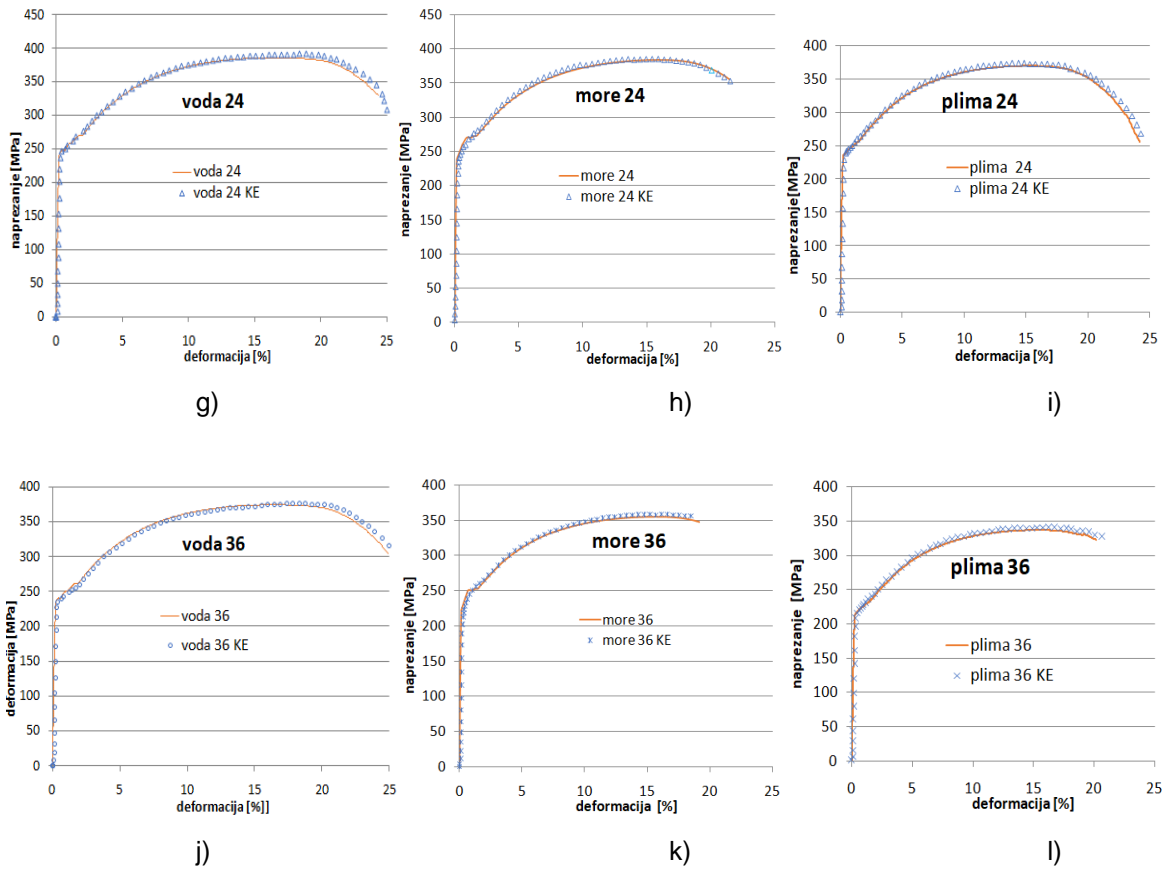 450
400
350
300
250
200
150
100
50
0
naprezanje [MPa]
voda 24
voda 24
voda 24 KE
0 5 10 15 20 25
deformacija [%]
g)
500
450
400
350
300
250
200
150
100
50
0
naprezanje [MPa]
more 24
more 24
more 24 KE
0 5 10 15 20 25
deformacija [%]
h)
450
400
350
300
250
200
150
100
50
0
naprezanje[MPa]
plima 24
plima 24
plima 24 KE
0 5 10 15 20 25
deformacija [%]
i)
400
350
300
250
200
150
100
50
0
deformacija [MPa]
voda 36
voda 36
voda 36 KE
0 5 10 15 20 25
deformacija [%]]
j)
400
350
300
250
200
150
100
50
0
naprezanje [MPa]
more 36
more 36
more 36 KE
0 5 10 15 20 25
deformacija [%]
k)
400
350
300
250
200
150
100
50
0
naprezanje [MPa]
plima 36
plima 36
plima 36 KE
0 5 10 15 20 25
deformacija [%]
l)